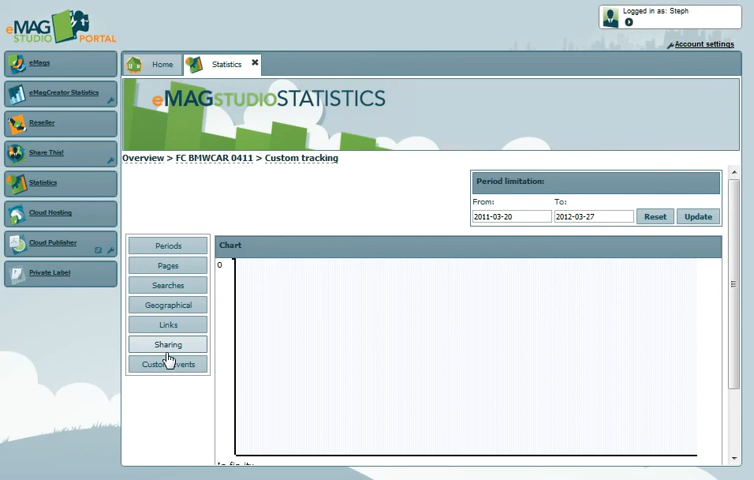 eMAG
STUDIO PORTAL
Logged in as: Steph
Account settings
eMags
eMagCreator Statistics
Reseller
Share This!
Statistics
Cloud Hosting
Cloud Publisher
Private Label
Home
Statistics
eMAGSTUDIOSTATISTICS
Overview > FC BMWCAR 0411 > Custom tracking
Period limitation:
From: To:
2011-03-20 2012-03-27 Reset Update
Periods
Pages
Searches
Geographical
Links
Sharing
Custom Events
Chart
0